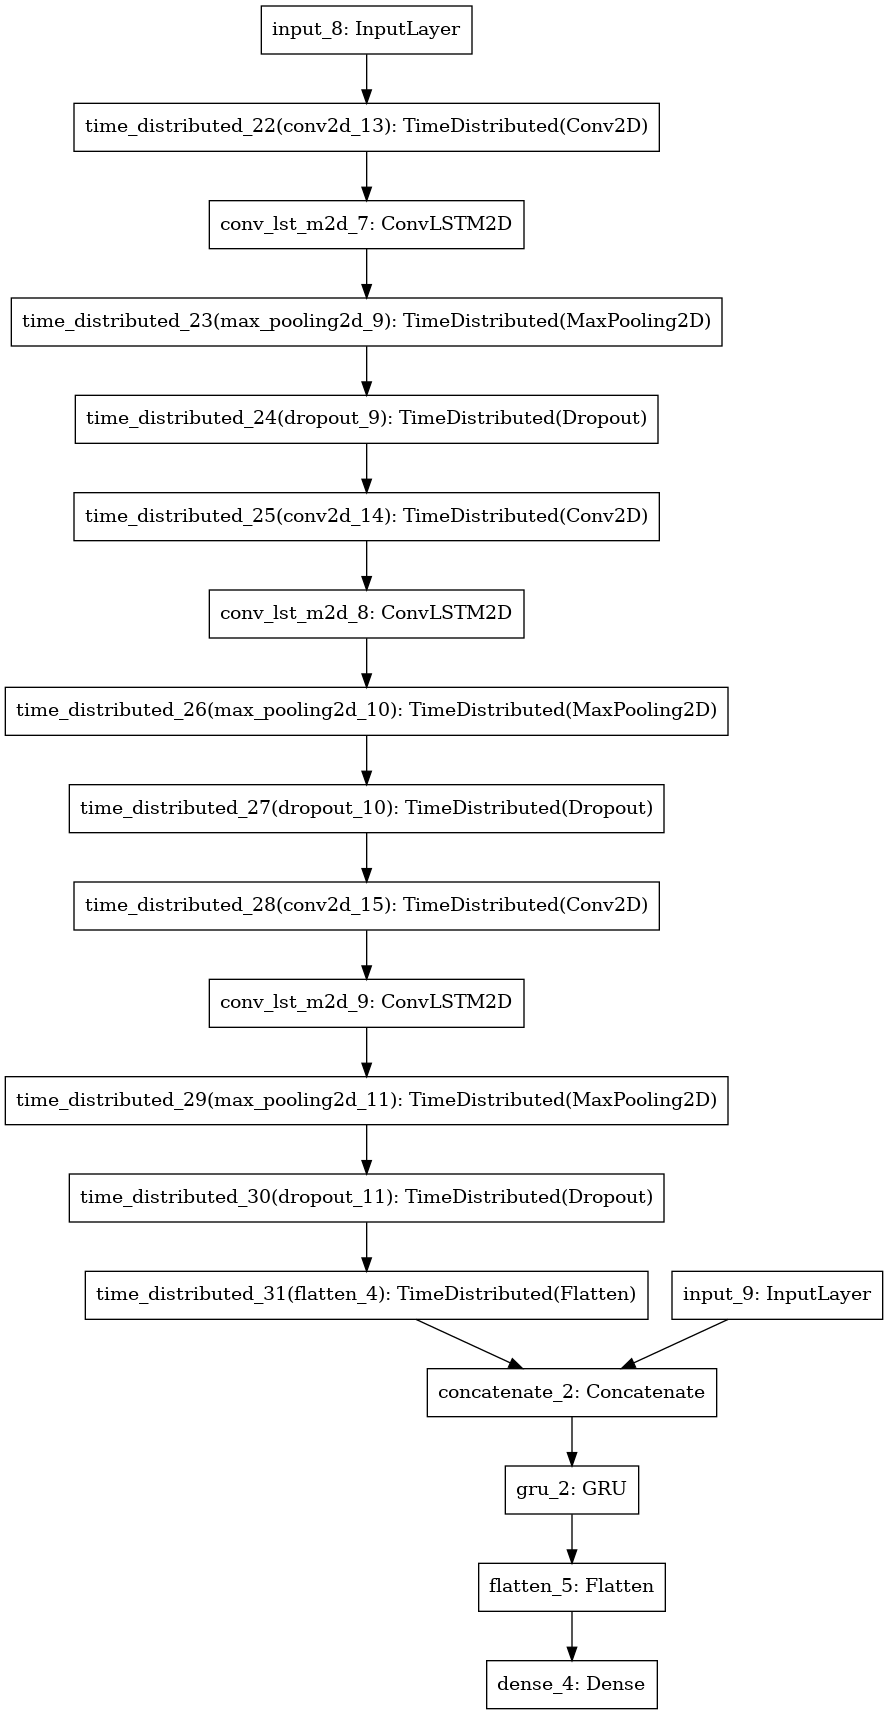 input_8: InputLayer
time_distributed_22(conv2d_13): TimeDistributed(Conv2D)
conv_lst_m2d_7: ConvLSTM2D
time_distributed_23(max_pooling2d_9): TimeDistributed(MaxPooling2D)
time_distributed_24(dropout_9): TimeDistributed(Dropout)
time_distributed_25(conv2d_14): TimeDistributed(Conv2D)
conv_lst_m2d_8: ConvLSTM2D
time_distributed_26(max_pooling2d_10): TimeDistributed(MaxPooling2D)
time_distributed_27(dropout_10): TimeDistributed(Dropout)
time_distributed_28(conv2d_15): TimeDistributed(Conv2D)
conv_lst_m2d_9: ConvLSTM2D
time_distributed_29(max_pooling2d_11): TimeDistributed(MaxPooling2D)
time_distributed_30(dropout_11): TimeDistributed(Dropout)
time_distributed_31(flatten_4): TimeDistributed(Flatten)
input_9: InputLayer
concatenate_2: Concatenate
gru_2: GRU
flatten_5: Flatten
dense_4: Dense